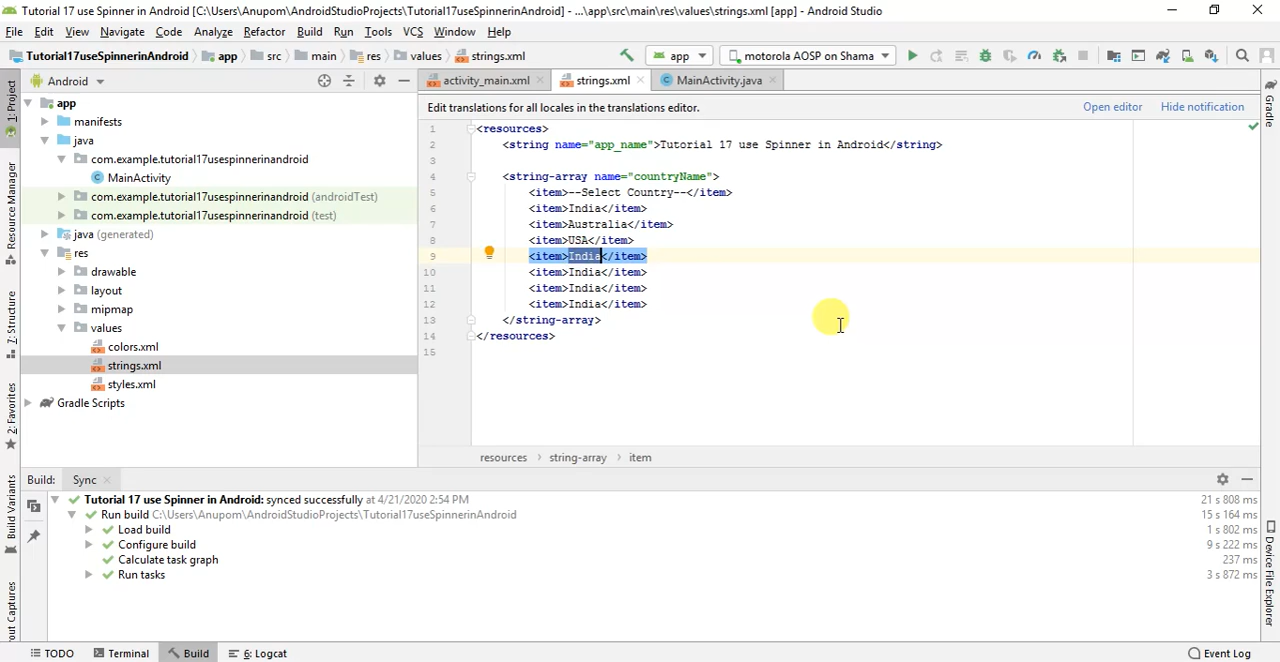 Tutorial 17 use Spinner in Android [C:\Users\Anupom\AndroidStudioProjects\Tutorial17useSpinnerinAndroid] - ...\app\src\main\res\values\strings.xml [app] - Android Studio
File Edit View Navigate Code Analyze Refactor Build Run Tools VCS Window Help
Tutorial17useSpinnerinAndroid app src main res values strings.xml app motorola AOSP on Shama
1: Project
Android
activity_main.xml strings.xml MainActivity.java
Gradle
app
manifests
java
com.example.tutorial17usespinnerinandroid
MainActivity
com.example.tutorial17usespinnerinandroid (androidTest)
com.example.tutorial17usespinnerinandroid (test)
java (generated)
res
drawable
layout
mipmap
values
colors.xml
strings.xml
styles.xml
Gradle Scripts
Resource Manager
Z: Structure
2: Favorites
Build Variants
out Captures
Edit translations for all locales in the translations editor. Open editor Hide notification
1 <resources>
2 <string name="app_name">Tutorial 17 use Spinner in Android</string>
3
4 <string-array name="countryName">
5 <item>--Select Country--</item>
6 <item>India</item>
7 <item>Australia</item>
8 <item>USA</item>
9 <item>India</item>
10 <item>India</item>
11 <item>India</item>
12 <item>India</item>
13 </string-array>
14 </resources>
15
resources › string-array › item
Build: Sync
Tutorial 17 use Spinner in Android: synced successfully at 4/21/2020 2:54 PM 21 s 808 ms
Run build C:\Users\Anupom\AndroidStudioProjects\Tutorial17useSpinnerinAndroid 15 s 164 ms
Load build 1 s 802 ms
Configure build 9 s 222 ms
Calculate task graph 237 ms
Run tasks 3 s 872 ms
Device File Explorer
TODO Terminal Build 6: Logcat Event Log